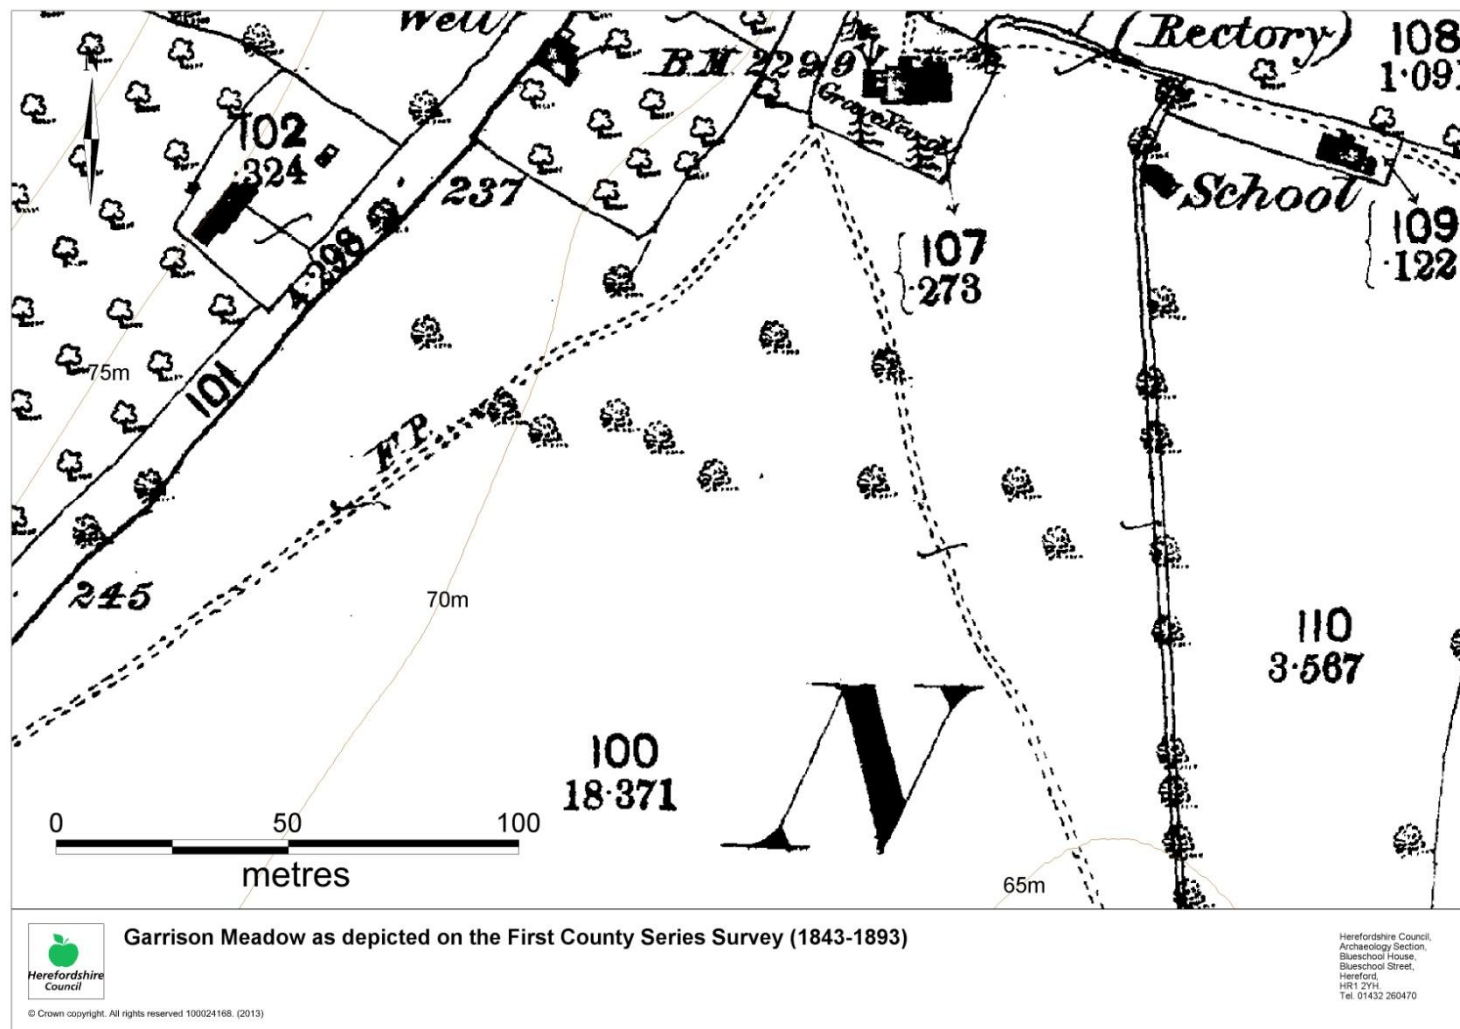 Well
(Rectory)
108
1·091
N
BM 229·9
Grave Yard
102
·324
237
School
107
·273
109
·122
4·298
75m
101
F.P.
245
70m
110
3·567
100
18·371
N
0 50 100
metres
65m
Garrison Meadow as depicted on the First County Series Survey (1843-1893)
Herefordshire
Council
© Crown copyright. All rights reserved 100024168. (2013)
Herefordshire Council,
Archaeology Section,
Blueschool House,
Blueschool Street,
Hereford,
HR1 2YH.
Tel. 01432 260470